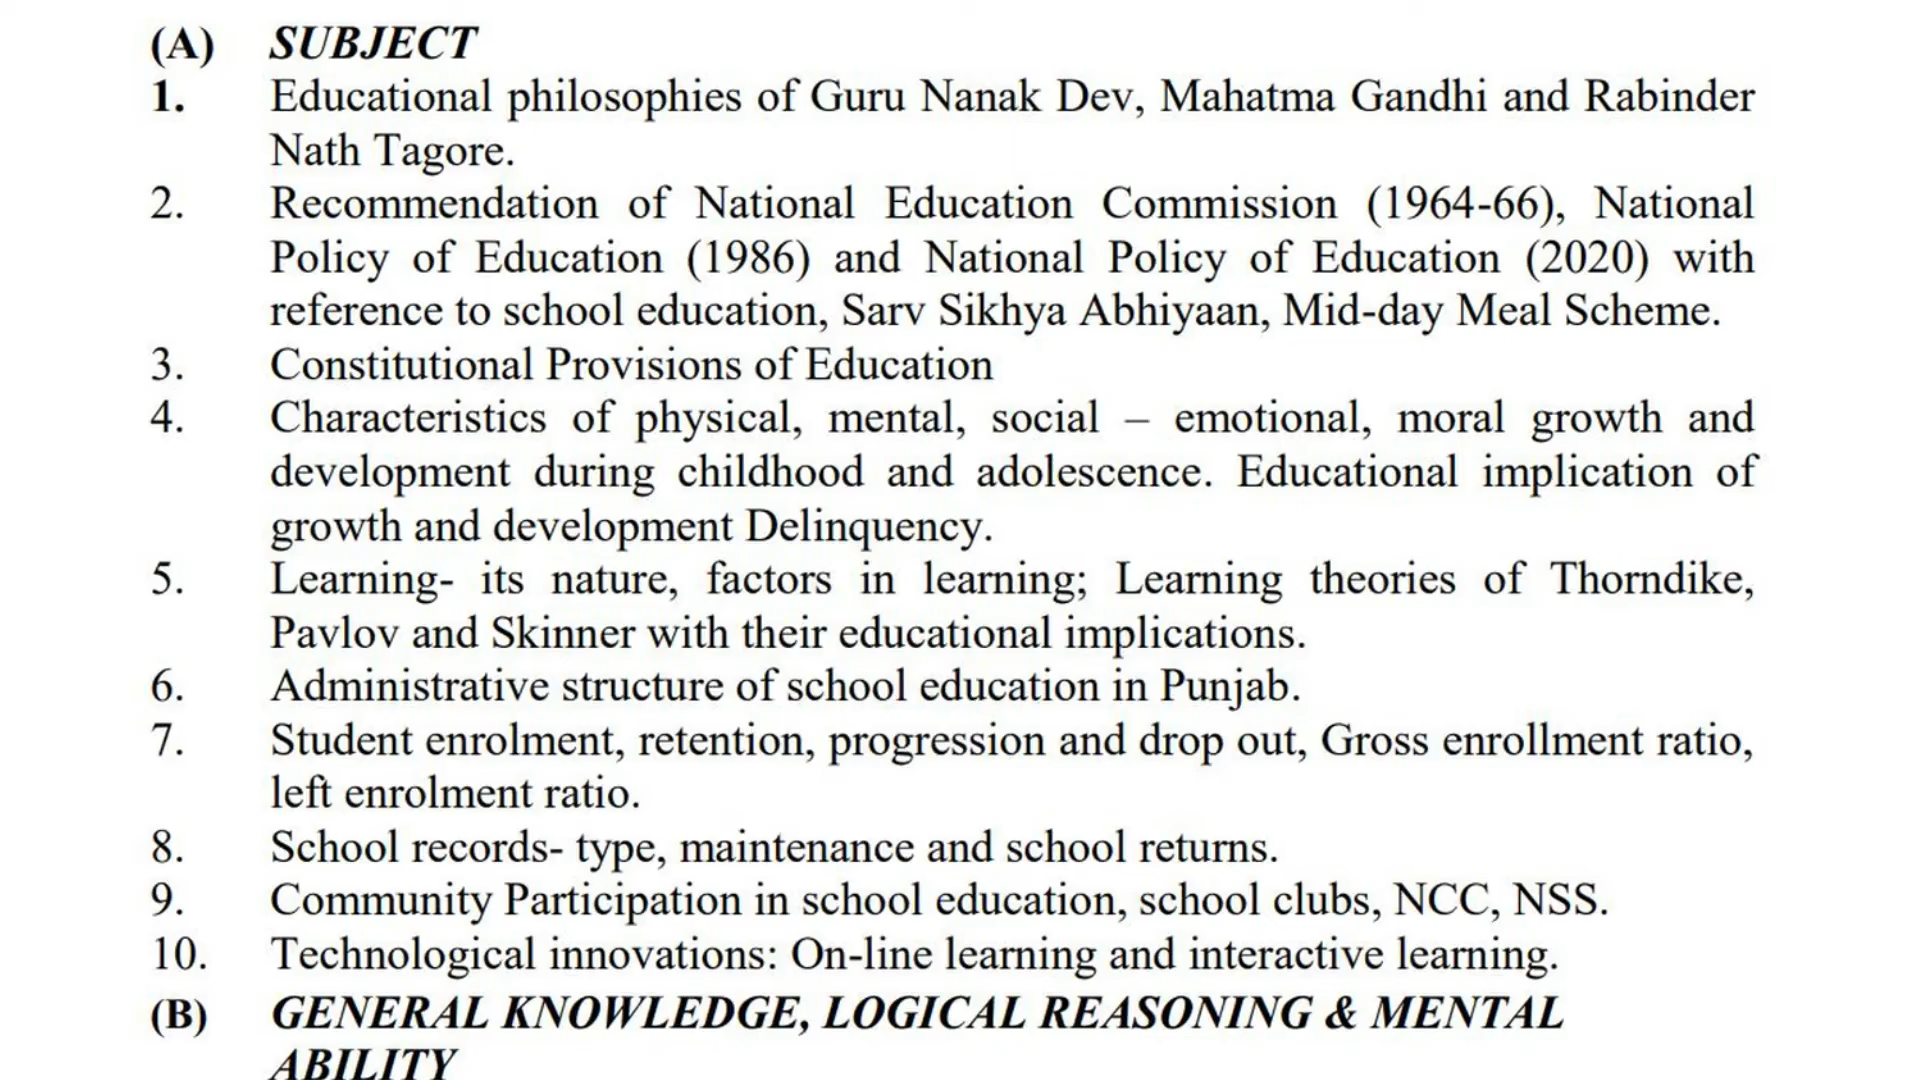 (A) SUBJECT
1. Educational philosophies of Guru Nanak Dev, Mahatma Gandhi and Rabinder
Nath Tagore.
2. Recommendation of National Education Commission (1964-66), National
Policy of Education (1986) and National Policy of Education (2020) with
reference to school education, Sarv Sikhya Abhiyaan, Mid-day Meal Scheme.
3. Constitutional Provisions of Education
4. Characteristics of physical, mental, social – emotional, moral growth and
development during childhood and adolescence. Educational implication of
growth and development Delinquency.
5. Learning- its nature, factors in learning; Learning theories of Thorndike,
Pavlov and Skinner with their educational implications.
6. Administrative structure of school education in Punjab.
7. Student enrolment, retention, progression and drop out, Gross enrollment ratio,
left enrolment ratio.
8. School records- type, maintenance and school returns.
9. Community Participation in school education, school clubs, NCC, NSS.
10. Technological innovations: On-line learning and interactive learning.
(B) GENERAL KNOWLEDGE, LOGICAL REASONING & MENTAL
ABILITY